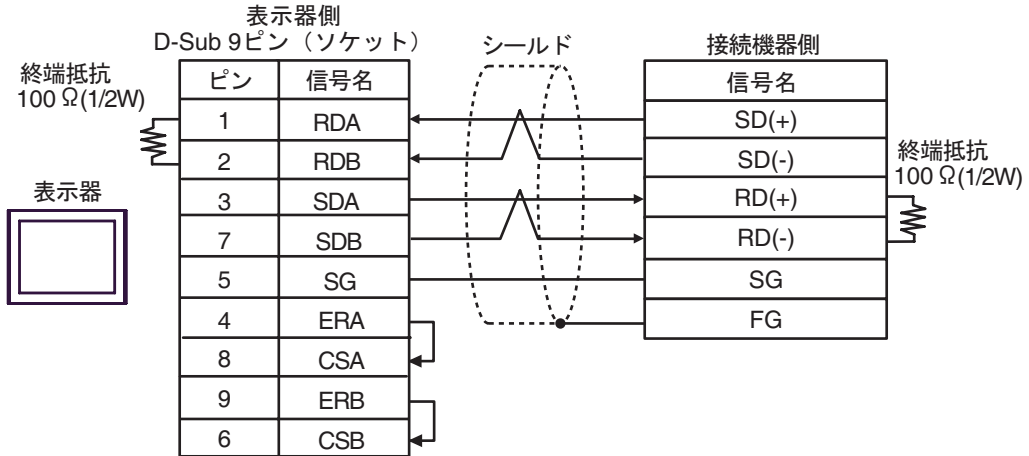 表示器側
D-Sub 9ピン（ソケット）
シールド
接続機器側
終端抵抗
100 Ω(1/2W)
ピン 信号名
信号名
1 RDA
SD(+)
2 RDB
SD(-)
終端抵抗
100 Ω(1/2W)
表示器
3 SDA
RD(+)
7 SDB
RD(-)
5 SG
SG
4 ERA
FG
8 CSA
9 ERB
6 CSB